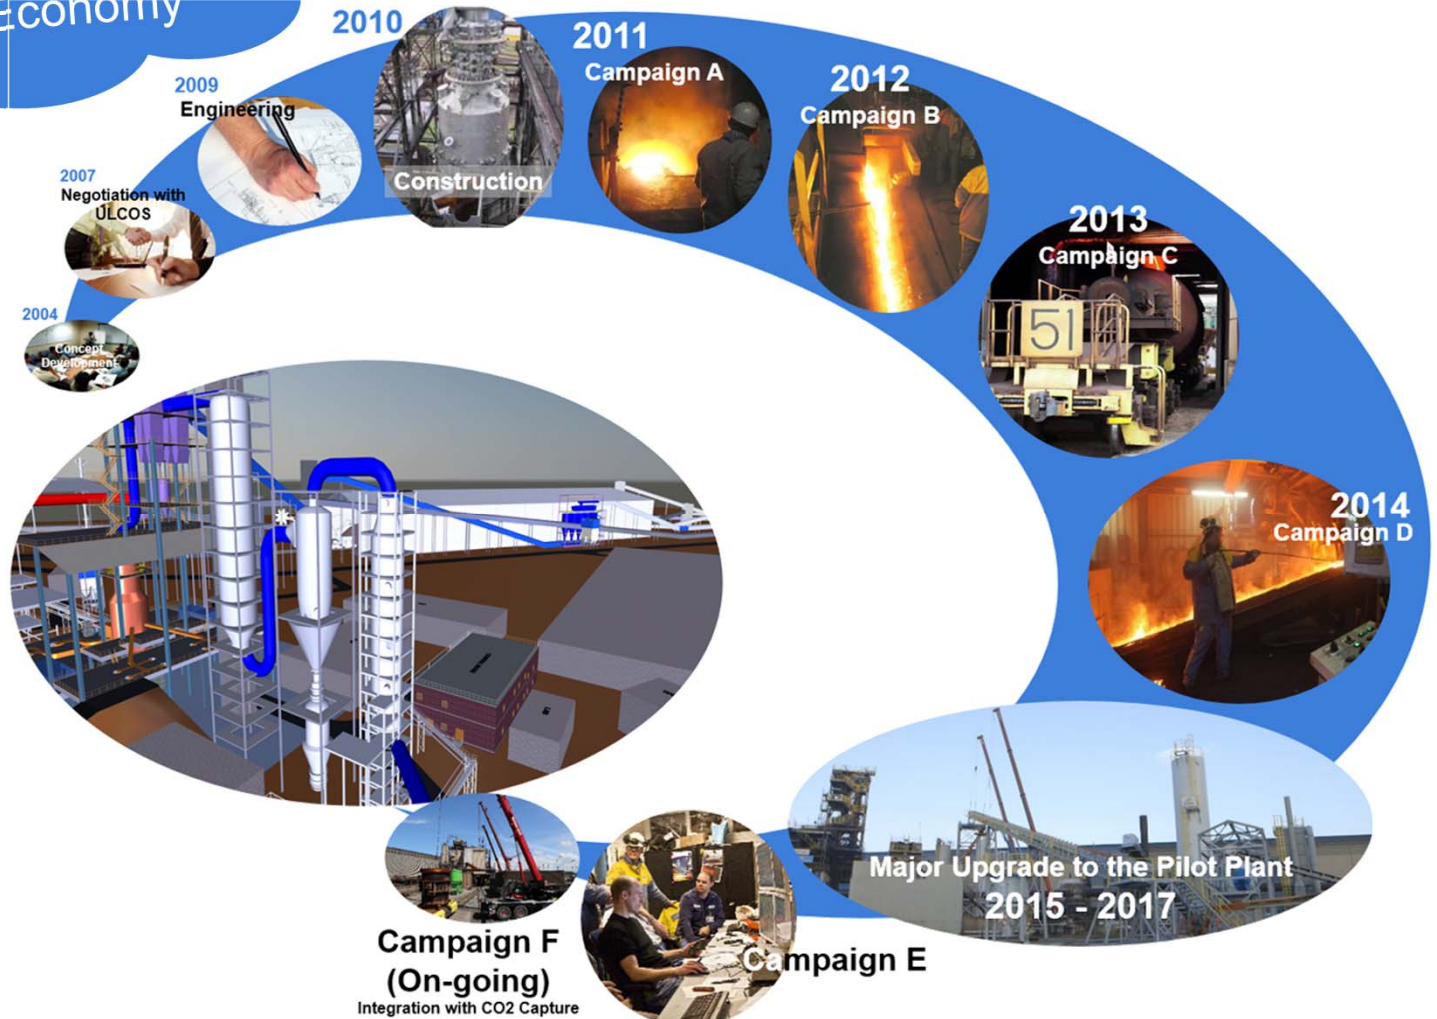 Economy
2004
Concept
Development
2007
Negotiation with
ULCOS
2009
Engineering
2010
Construction
2011
Campaign A
2012
Campaign B
2013
Campaign C
51
2014
Campaign D
Major Upgrade to the Pilot Plant
2015 - 2017
Campaign E
Campaign F
(On-going)
Integration with CO2 Capture